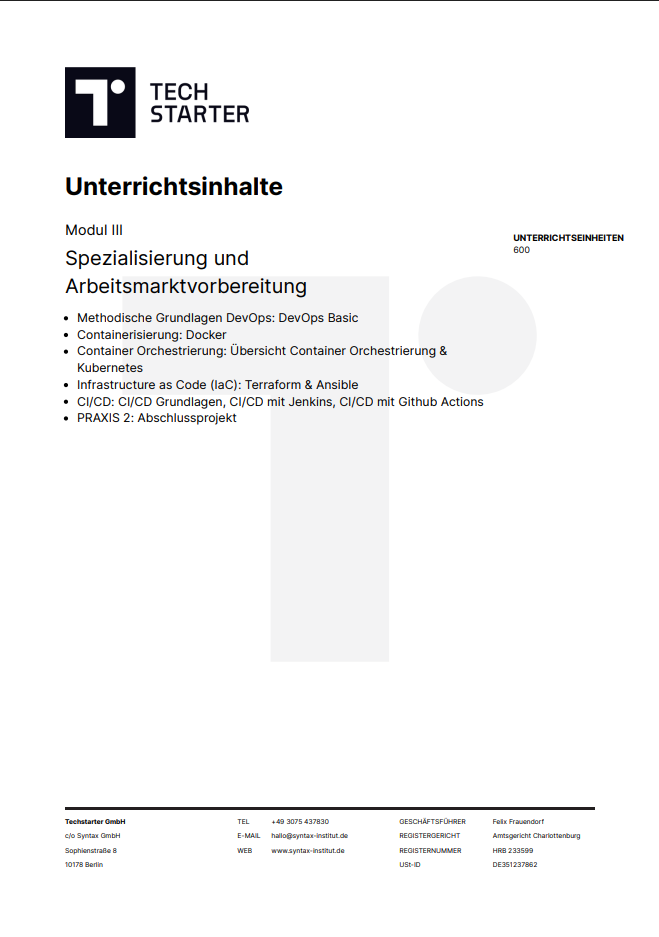 TECH
STARTER
Unterrichtsinhalte
Modul III
Spezialisierung und
Arbeitsmarktvorbereitung
UNTERRICHTSEINHEITEN
600
• Methodische Grundlagen DevOps: DevOps Basic
• Containerisierung: Docker
• Container Orchestrierung: Übersicht Container Orchestrierung &
Kubernetes
• Infrastructure as Code (IaC): Terraform & Ansible
• CI/CD: CI/CD Grundlagen, CI/CD mit Jenkins, CI/CD mit Github Actions
• PRAXIS 2: Abschlussprojekt
Techstarter GmbH
c/o Syntax GmbH
Sophienstraße 8
10178 Berlin
TEL +49 3075 437830
E-MAIL hallo@syntax-institut.de
WEB www.syntax-institut.de
GESCHÄFTSFÜHRER Felix Frauendorf
REGISTERGERICHT Amtsgericht Charlottenburg
REGISTERNUMMER HRB 233599
USt-ID DE351237862